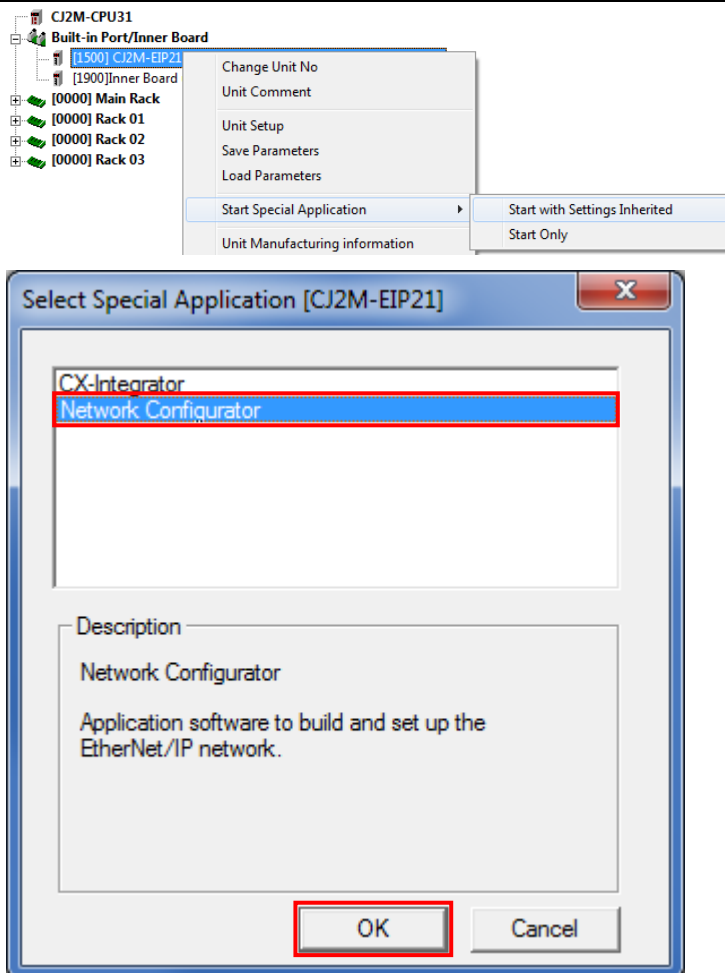 CJ2M-CPU31
Built-in Port/Inner Board
[1500] CJ2M-EIP21
[1900]Inner Board
[0000] Main Rack
[0000] Rack 01
[0000] Rack 02
[0000] Rack 03
Change Unit No
Unit Comment
Unit Setup
Save Parameters
Load Parameters
Start Special Application
Unit Manufacturing information
Start with Settings Inherited
Start Only
Select Special Application [CJ2M-EIP21]
CX-Integrator
Network Configurator
Description
Network Configurator
Application software to build and set up the
EtherNet/IP network.
OK
Cancel